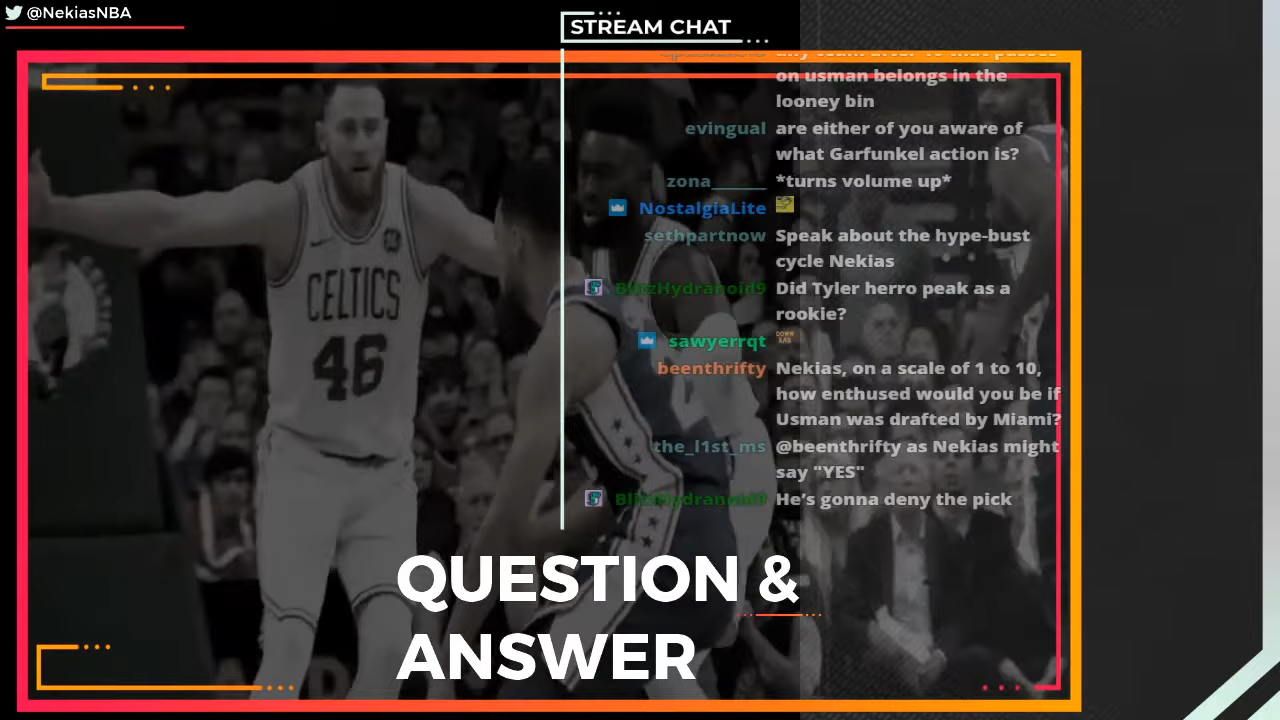 @NekiasNBA
STREAM CHAT
on usman belongs in the
looney bin
evingual are either of you aware of
what Garfunkel action is?
zona______ *turns volume up*
NostalgiaLite
sethpartnow Speak about the hype-bust
cycle Nekias
BlitzHydranoid9 Did Tyler herro peak as a
rookie?
sawyerrqt
beenthrifty Nekias, on a scale of 1 to 10,
how enthused would you be if
Usman was drafted by Miami?
the_l1st_ms @beenthrifty as Nekias might
say "YES"
BlitzHydranoid9 He's gonna deny the pick
CELTICS
46
QUESTION &
ANSWER